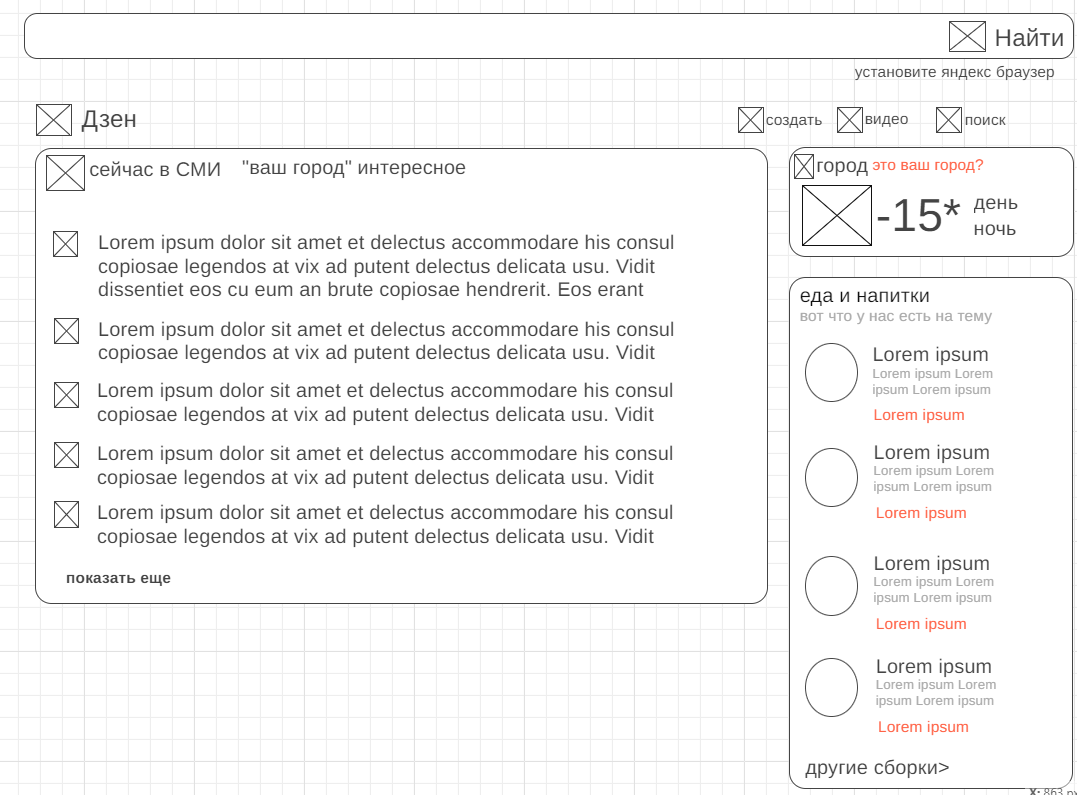 Найти
установите яндекс браузер
Дзен
создать
видео
поиск
сейчас в СМИ
"ваш город" интересное
Lorem ipsum dolor sit amet et delectus accommodare his consul
copiosae legendos at vix ad putent delectus delicata usu. Vidit
dissentiet eos cu eum an brute copiosae hendrerit. Eos erant
Lorem ipsum dolor sit amet et delectus accommodare his consul
copiosae legendos at vix ad putent delectus delicata usu. Vidit
Lorem ipsum dolor sit amet et delectus accommodare his consul
copiosae legendos at vix ad putent delectus delicata usu. Vidit
Lorem ipsum dolor sit amet et delectus accommodare his consul
copiosae legendos at vix ad putent delectus delicata usu. Vidit
Lorem ipsum dolor sit amet et delectus accommodare his consul
copiosae legendos at vix ad putent delectus delicata usu. Vidit
показать еще
город это ваш город?
-15*
день
ночь
еда и напитки
вот что у нас есть на тему
Lorem ipsum
Lorem ipsum Lorem
ipsum Lorem ipsum
Lorem ipsum
Lorem ipsum
Lorem ipsum Lorem
ipsum Lorem ipsum
Lorem ipsum
Lorem ipsum
Lorem ipsum Lorem
ipsum Lorem ipsum
Lorem ipsum
Lorem ipsum
Lorem ipsum Lorem
ipsum Lorem ipsum
Lorem ipsum
другие сборки>
X: 863 px